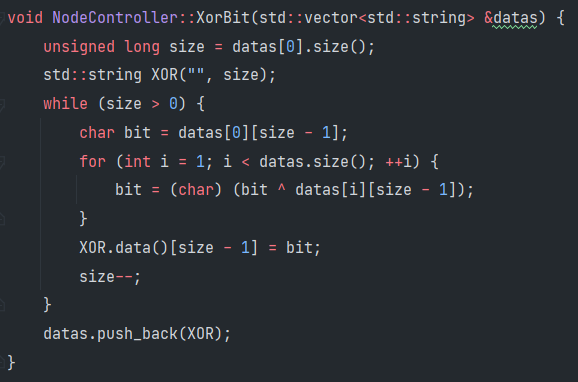 void NodeController::XorBit(std::vector<std::string> &datas) {
    unsigned long size = datas[0].size();
    std::string XOR("", size);
    while (size > 0) {
        char bit = datas[0][size - 1];
        for (int i = 1; i < datas.size(); ++i) {
            bit = (char) (bit ^ datas[i][size - 1]);
        }
        XOR.data()[size - 1] = bit;
        size--;
    }
    datas.push_back(XOR);
}